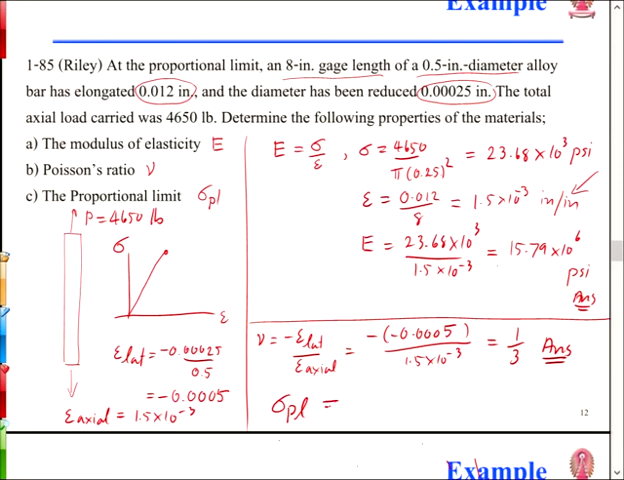 Example
1-85 (Riley) At the proportional limit, an 8-in. gage length of a 0.5-in.-diameter alloy
bar has elongated 0.012 in., and the diameter has been reduced 0.00025 in. The total
axial load carried was 4650 lb. Determine the following properties of the materials;
a) The modulus of elasticity E
b) Poisson's ratio ν
c) The Proportional limit σpl
P = 4650 lb
σ
ε
εlat = -0.00025 / 0.5
= -0.0005
εaxial = 1.5×10⁻³
E = σ/ε , σ = 4650 / π(0.25)² = 23.68 × 10³ psi
ε = 0.012 / 8 = 1.5×10⁻³ in/in
E = 23.68×10³ / 1.5×10⁻³ = 15.79×10⁶
psi
Ans
ν = -εlat / εaxial = -(-0.0005) / 1.5×10⁻³ = 1/3 Ans
σpl =
12
Example